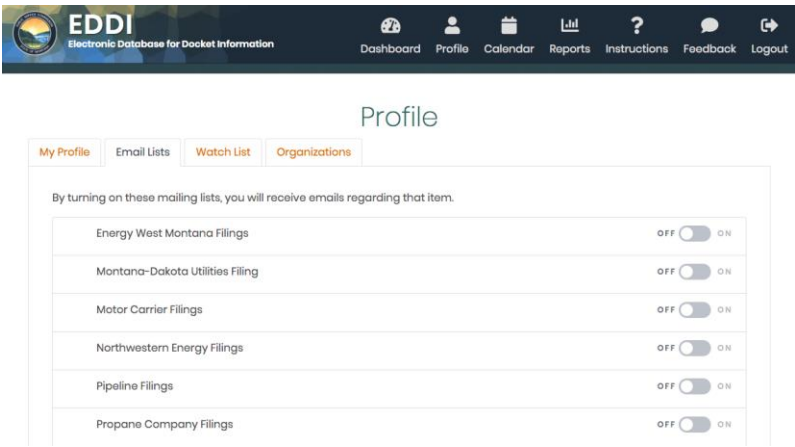 EDDI
Electronic Database for Docket Information
Dashboard Profile Calendar Reports Instructions Feedback Logout
Profile
My Profile Email Lists Watch List Organizations
By turning on these mailing lists, you will receive emails regarding that item.
Energy West Montana Filings OFF ON
Montana-Dakota Utilities Filing OFF ON
Motor Carrier Filings OFF ON
Northwestern Energy Filings OFF ON
Pipeline Filings OFF ON
Propane Company Filings OFF ON